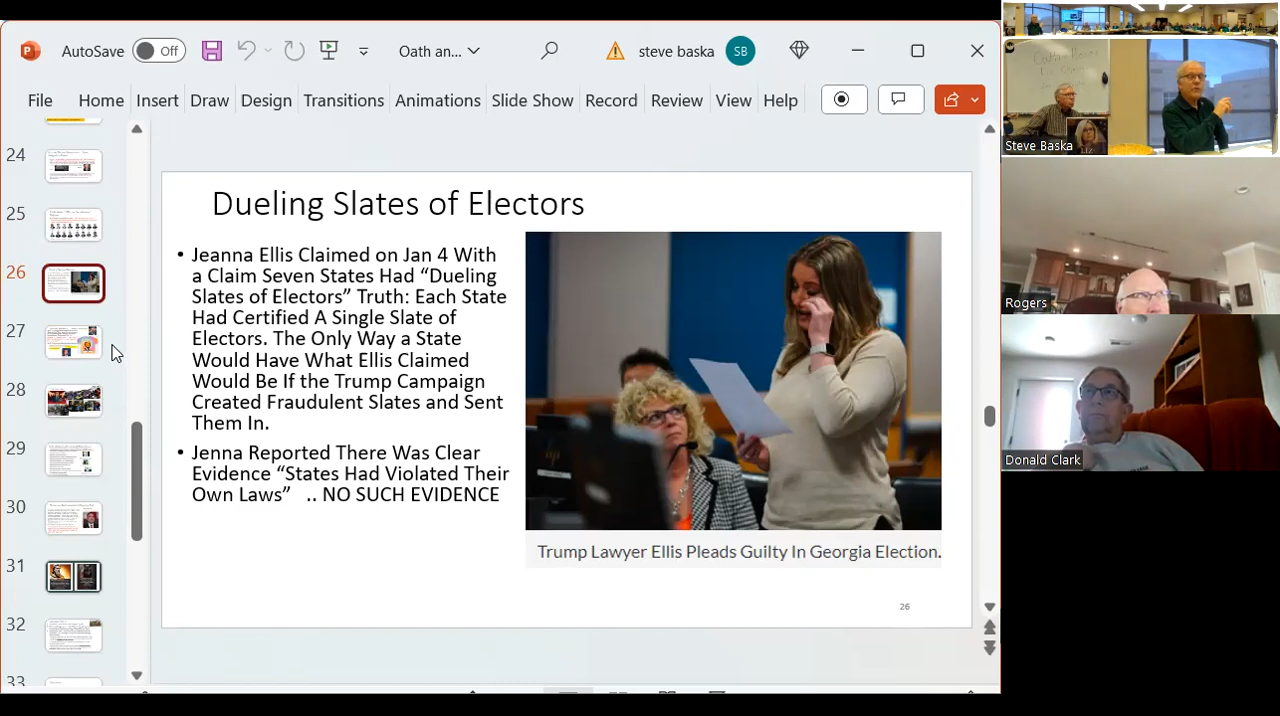 AutoSave
Off
Oath an...
steve baska
SB
File
Home
Insert
Draw
Design
Transitions
Animations
Slide Show
Record
Review
View
Help
24
25
26
27
28
29
30
31
32
33
Dueling Slates of Electors
• Jeanna Ellis Claimed on Jan 4 With
a Claim Seven States Had “Dueling
Slates of Electors” Truth: Each State
Had Certified A Single Slate of
Electors. The Only Way a State
Would Have What Ellis Claimed
Would Be If the Trump Campaign
Created Fraudulent Slates and Sent
Them In.
• Jenna Reported There Was Clear
Evidence “States Had Violated Their
Own Laws” .. NO SUCH EVIDENCE
Trump Lawyer Ellis Pleads Guilty In Georgia Election.
26
LIZ
Steve Baska
Rogers
Donald Clark